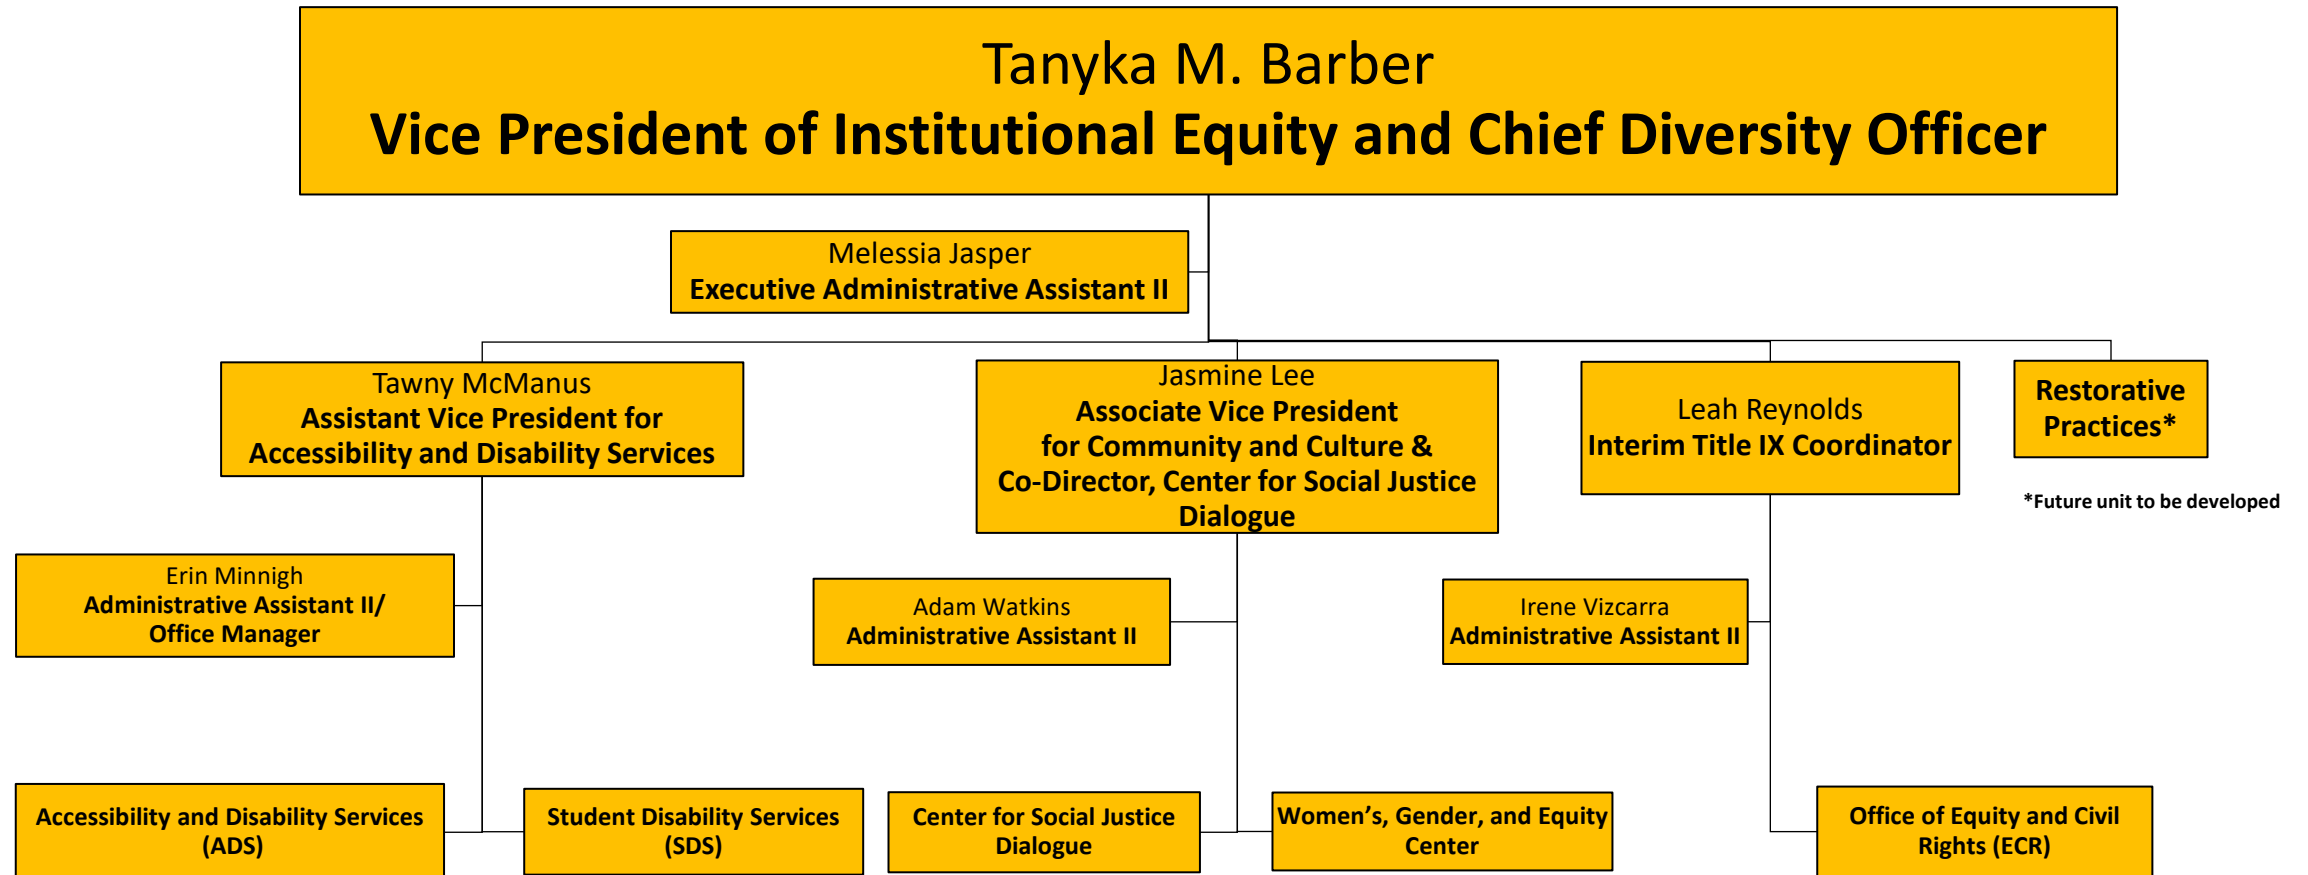 Tanyka M. Barber
Vice President of Institutional Equity and Chief Diversity Officer
Melessia Jasper
Executive Administrative Assistant II
Tawny McManus
Assistant Vice President for
Accessibility and Disability Services
Jasmine Lee
Associate Vice President
for Community and Culture &
Co-Director, Center for Social Justice
Dialogue
Leah Reynolds
Interim Title IX Coordinator
Restorative
Practices*
*Future unit to be developed
Erin Minnigh
Administrative Assistant II/
Office Manager
Adam Watkins
Administrative Assistant II
Irene Vizcarra
Administrative Assistant II
Accessibility and Disability Services
(ADS)
Student Disability Services
(SDS)
Center for Social Justice
Dialogue
Women’s, Gender, and Equity
Center
Office of Equity and Civil
Rights (ECR)